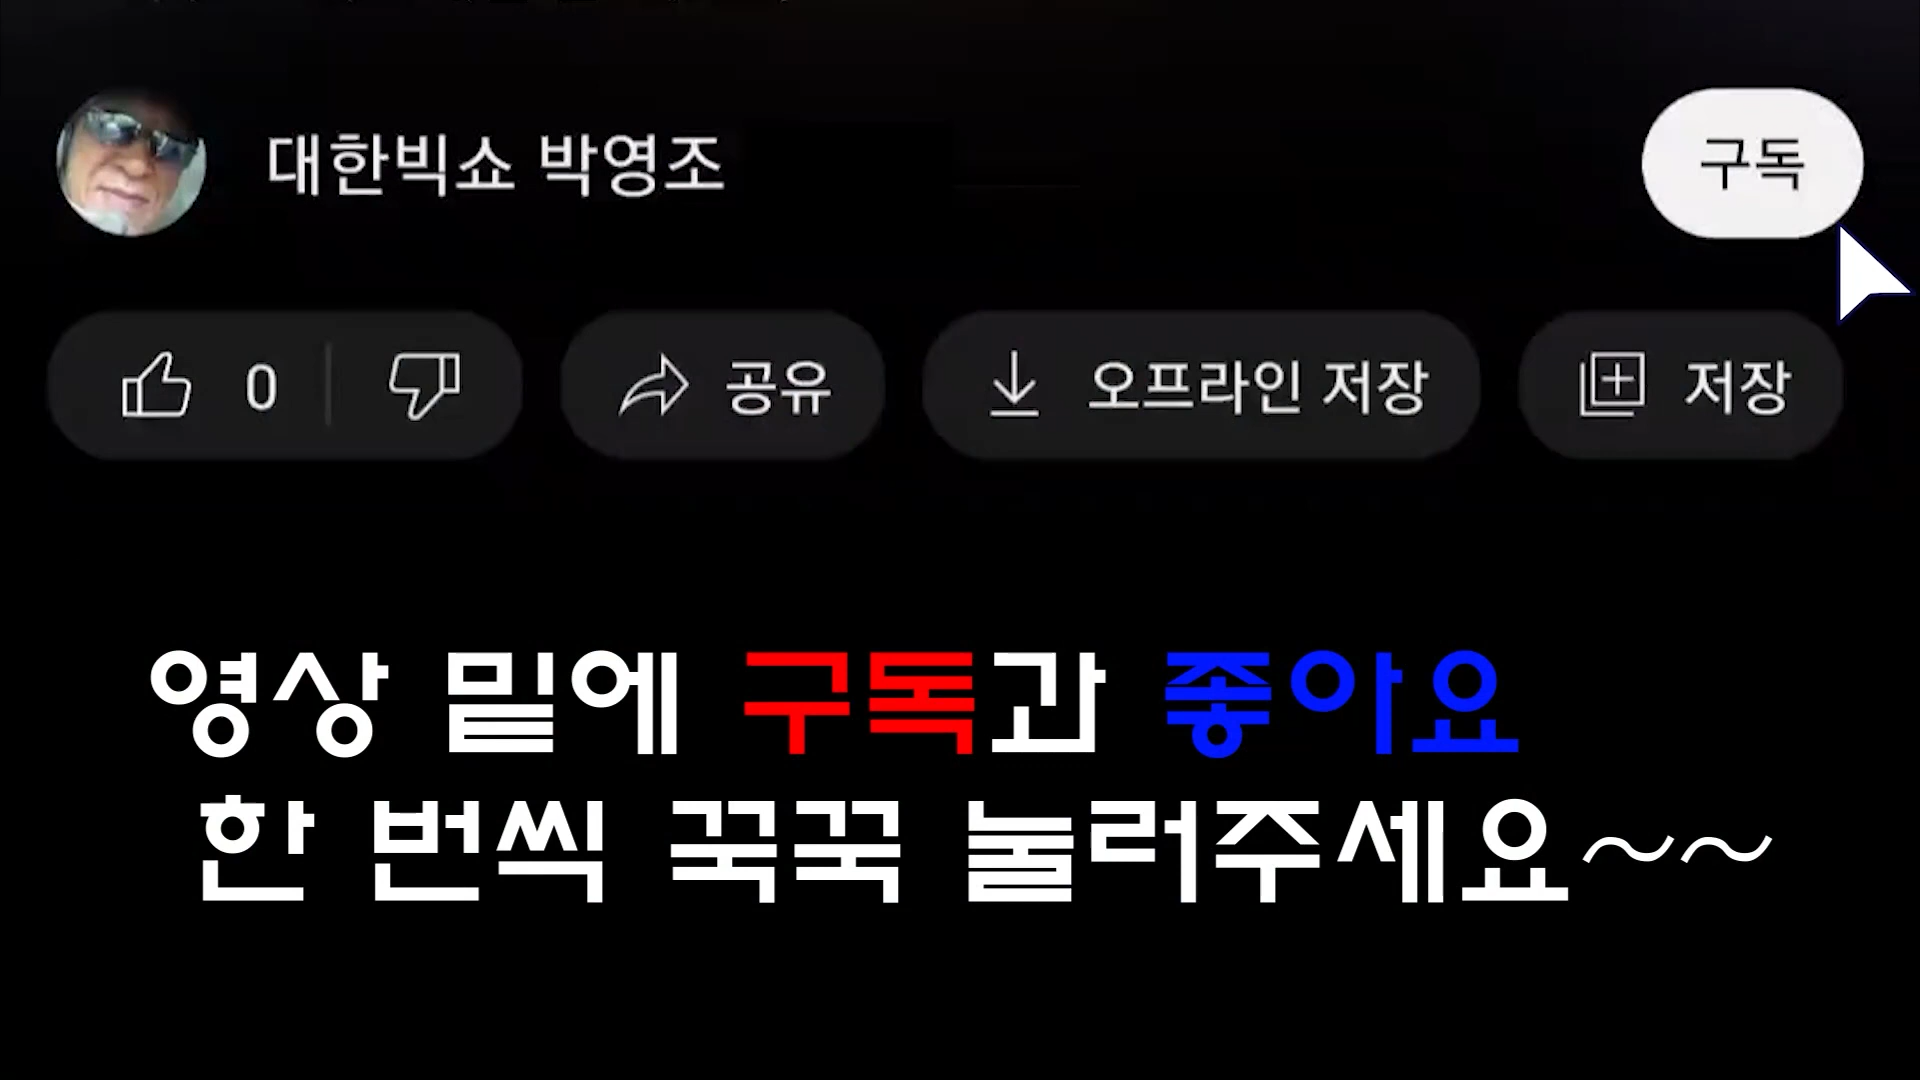 대한빅쇼 박영조
구독
0
공유
오프라인 저장
저장
영상 밑에 구독과 좋아요
한 번씩 꾹꾹 눌러주세요~~